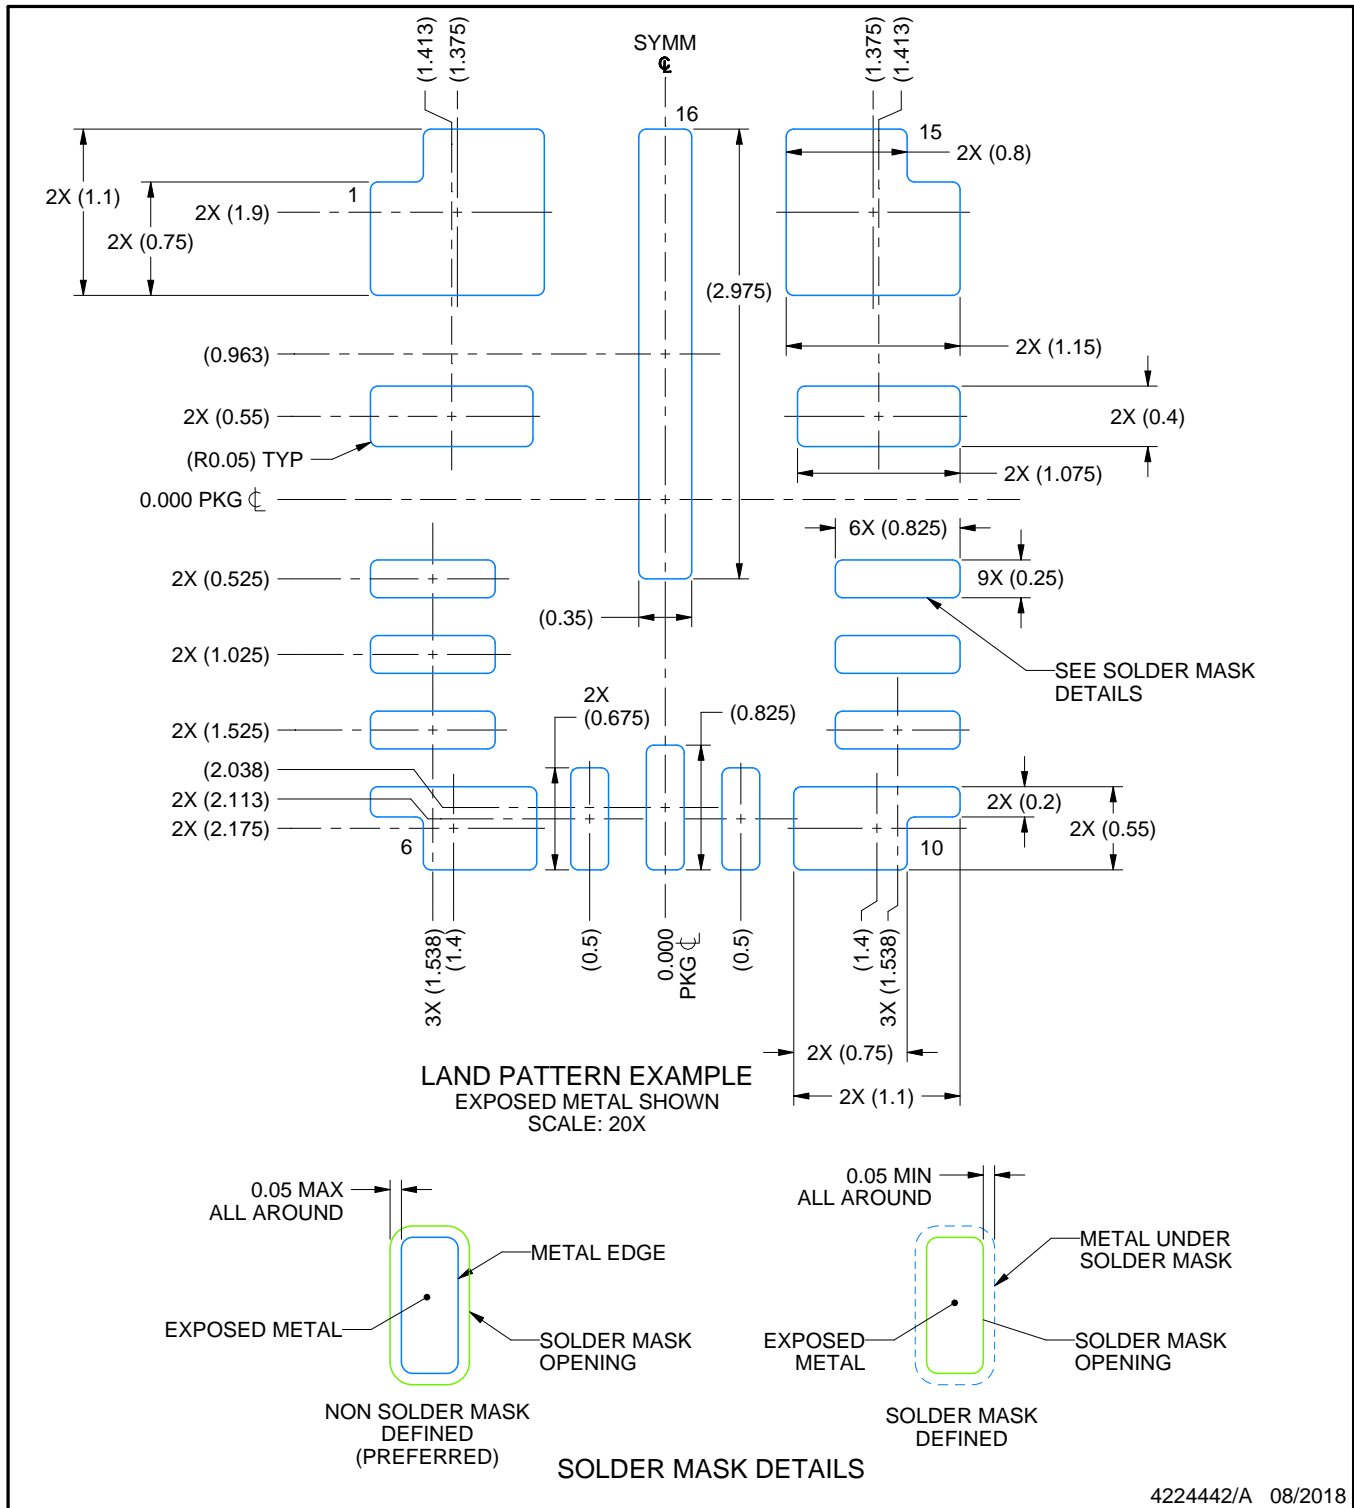 (1.413)
(1.375)
SYMM
℄
(1.375)
(1.413)
16
15
2X (0.8)
2X (1.1)
1
2X (1.9)
2X (0.75)
(2.975)
(0.963)
2X (1.15)
2X (0.55)
2X (0.4)
(R0.05) TYP
2X (1.075)
0.000 PKG ℄
6X (0.825)
2X (0.525)
9X (0.25)
(0.35)
2X (1.025)
SEE SOLDER MASK
DETAILS
2X
(0.675)
(0.825)
2X (1.525)
(2.038)
2X (2.113)
2X (0.2)
2X (2.175)
2X (0.55)
6
10
3X (1.538)
(1.4)
(0.5)
0.000
PKG ℄
(0.5)
(1.4)
3X (1.538)
2X (0.75)
2X (1.1)
LAND PATTERN EXAMPLE
EXPOSED METAL SHOWN
SCALE: 20X
0.05 MAX
ALL AROUND
METAL EDGE
EXPOSED METAL
SOLDER MASK
OPENING
NON SOLDER MASK
DEFINED
(PREFERRED)
0.05 MIN
ALL AROUND
METAL UNDER
SOLDER MASK
EXPOSED
METAL
SOLDER MASK
OPENING
SOLDER MASK
DEFINED
SOLDER MASK DETAILS
4224442/A 08/2018